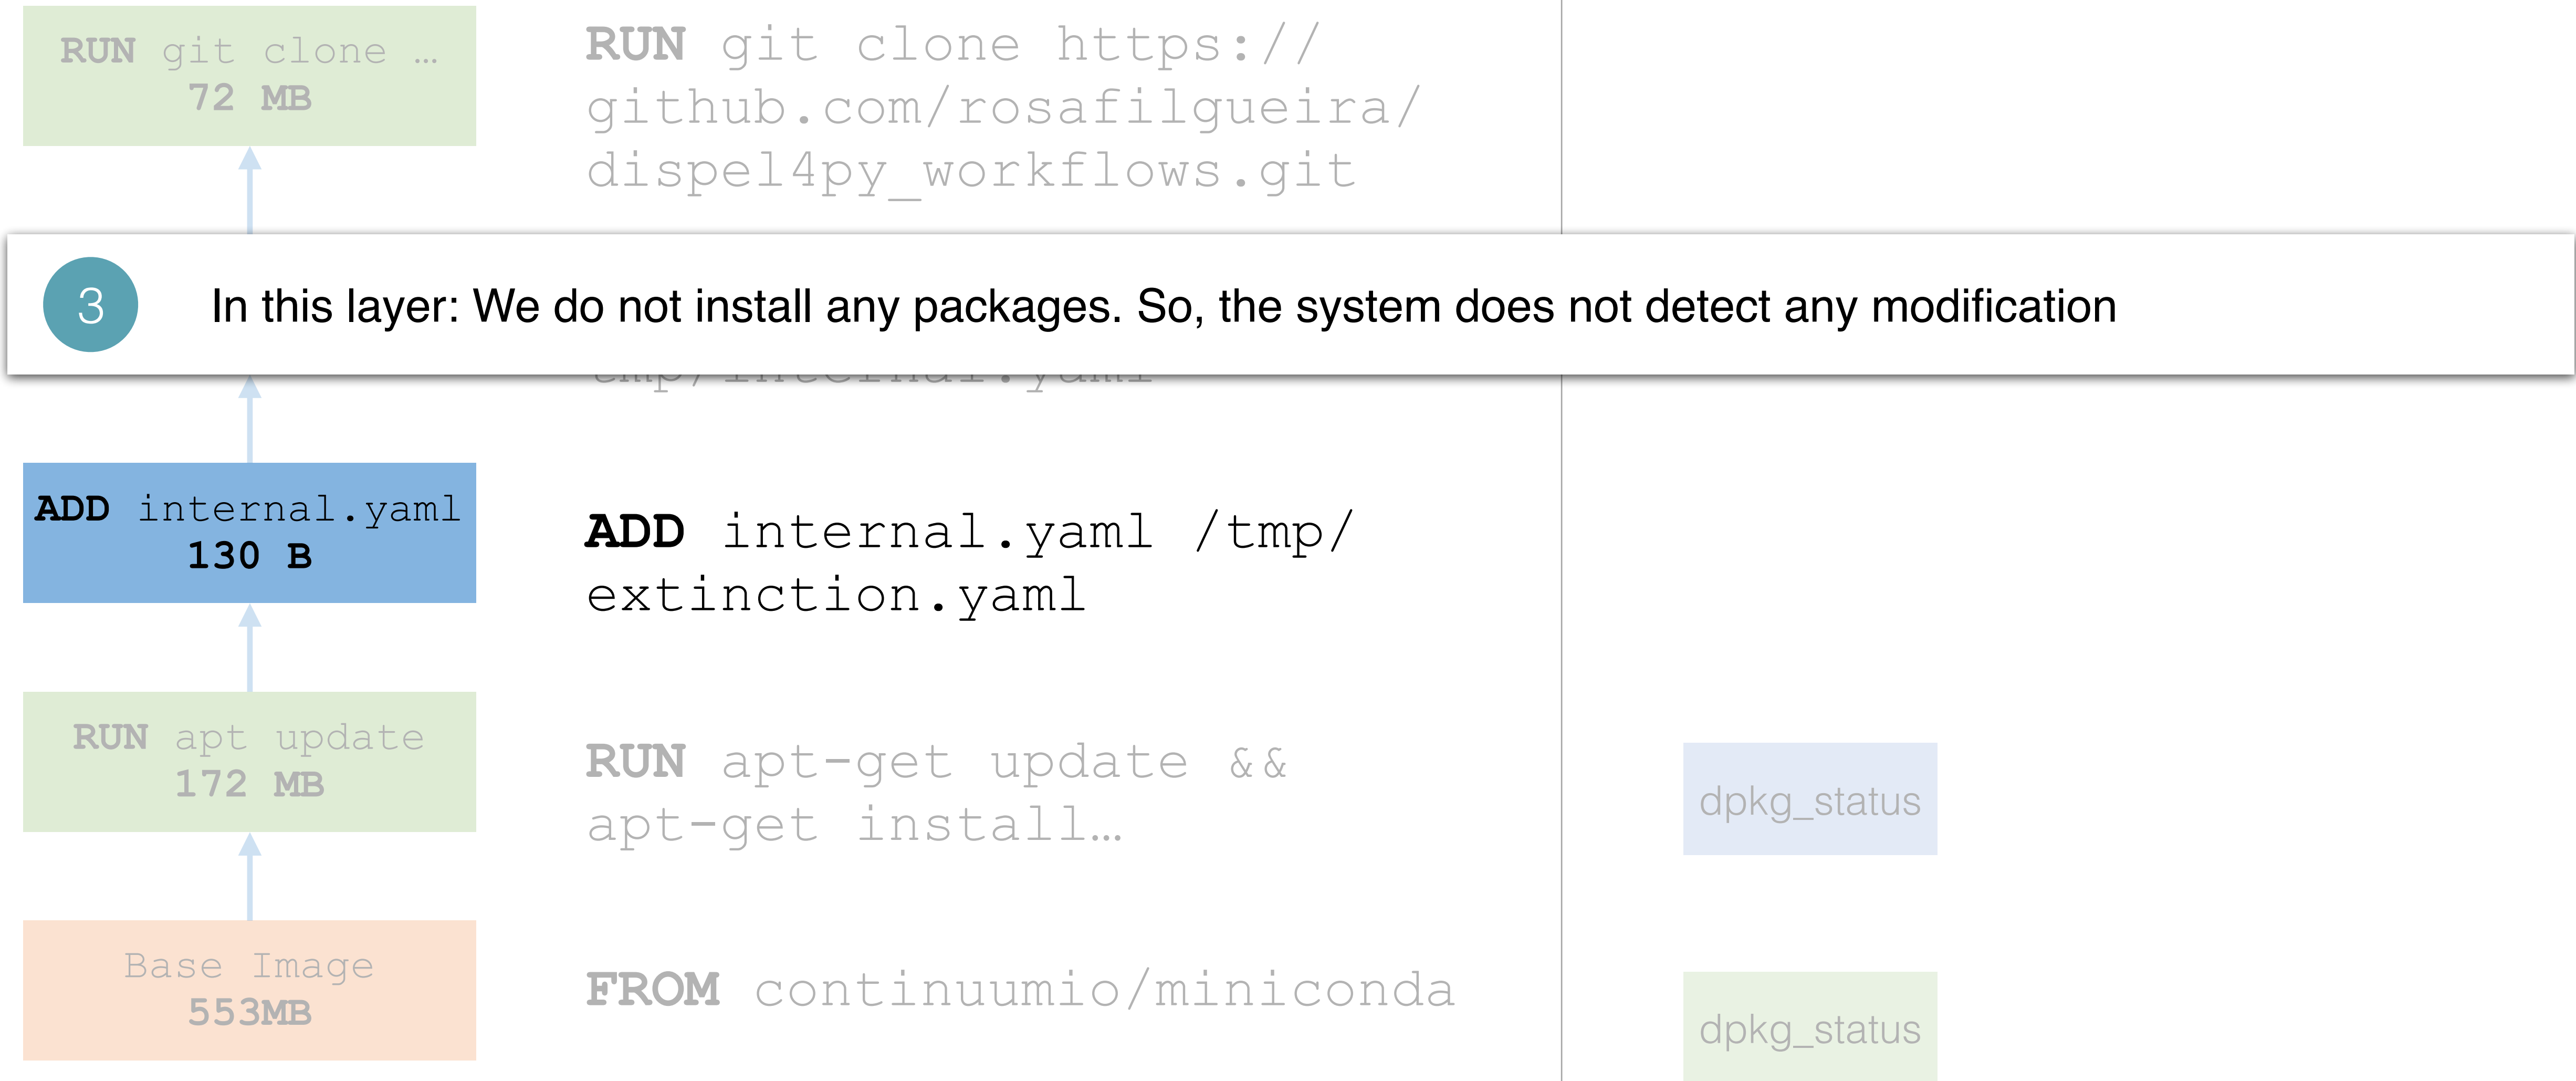 RUN git clone …
72 MB
RUN git clone https://
github.com/rosafilgueira/
dispel4py_workflows.git
3
In this layer: We do not install any packages. So, the system does not detect any modification
tmp/internal.yaml
ADD internal.yaml
130 B
ADD internal.yaml /tmp/
extinction.yaml
RUN apt update
172 MB
RUN apt-get update &&
apt-get install…
dpkg_status
Base Image
553MB
FROM continuumio/miniconda
dpkg_status